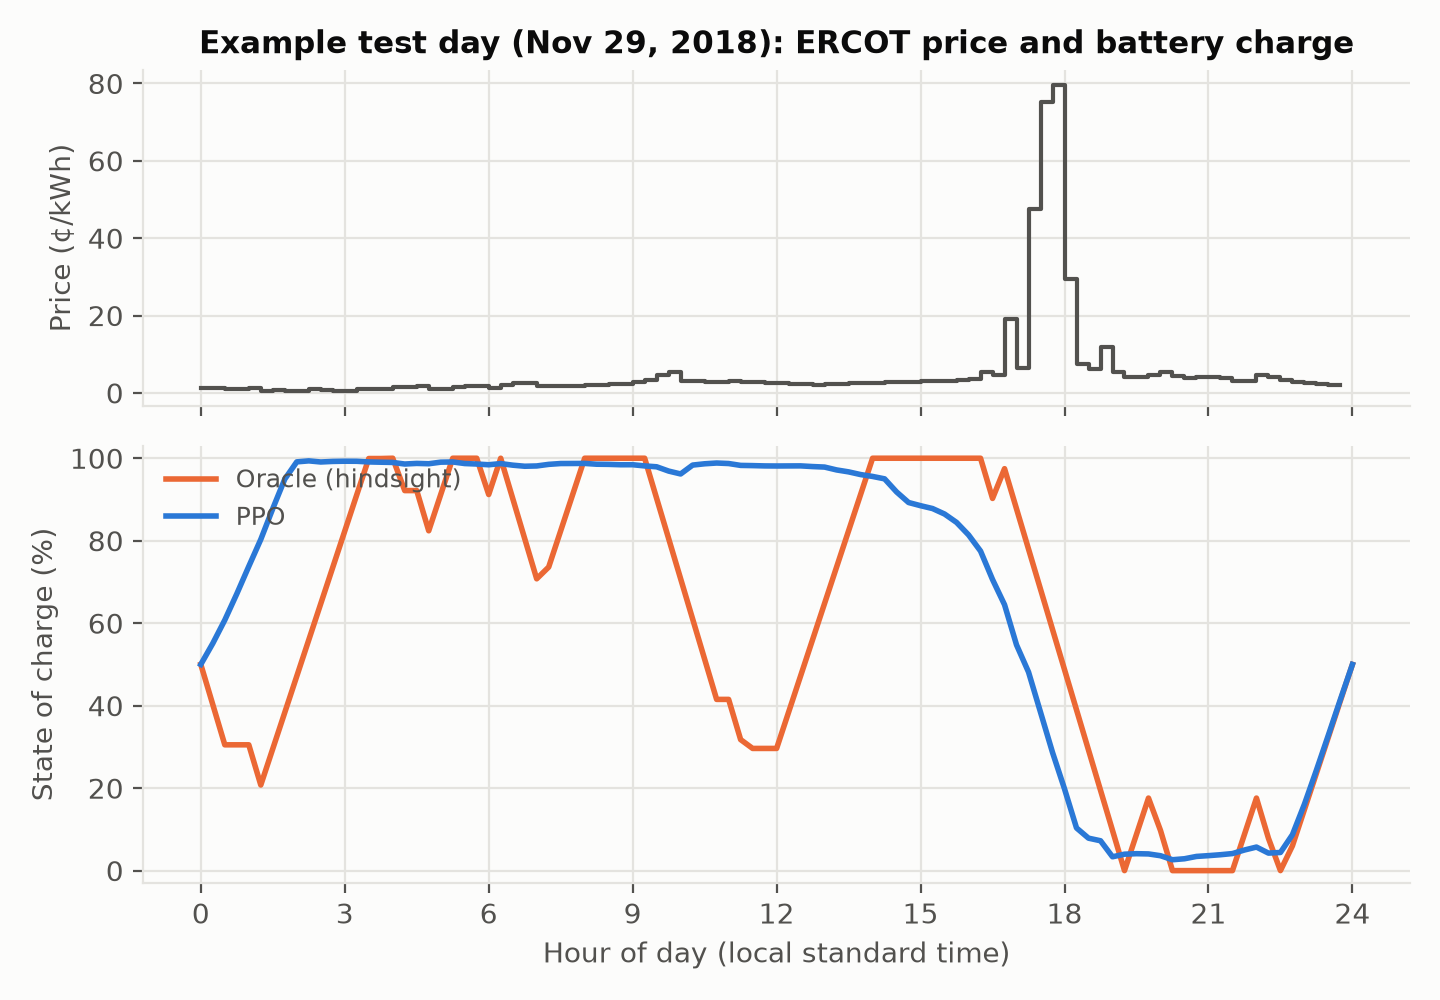 Example test day (Nov 29, 2018): ERCOT price and battery charge
Price (¢/kWh)
80
60
40
20
0
State of charge (%)
100
80
60
40
20
0
Oracle (hindsight)
PPO
0 3 6 9 12 15 18 21 24
Hour of day (local standard time)